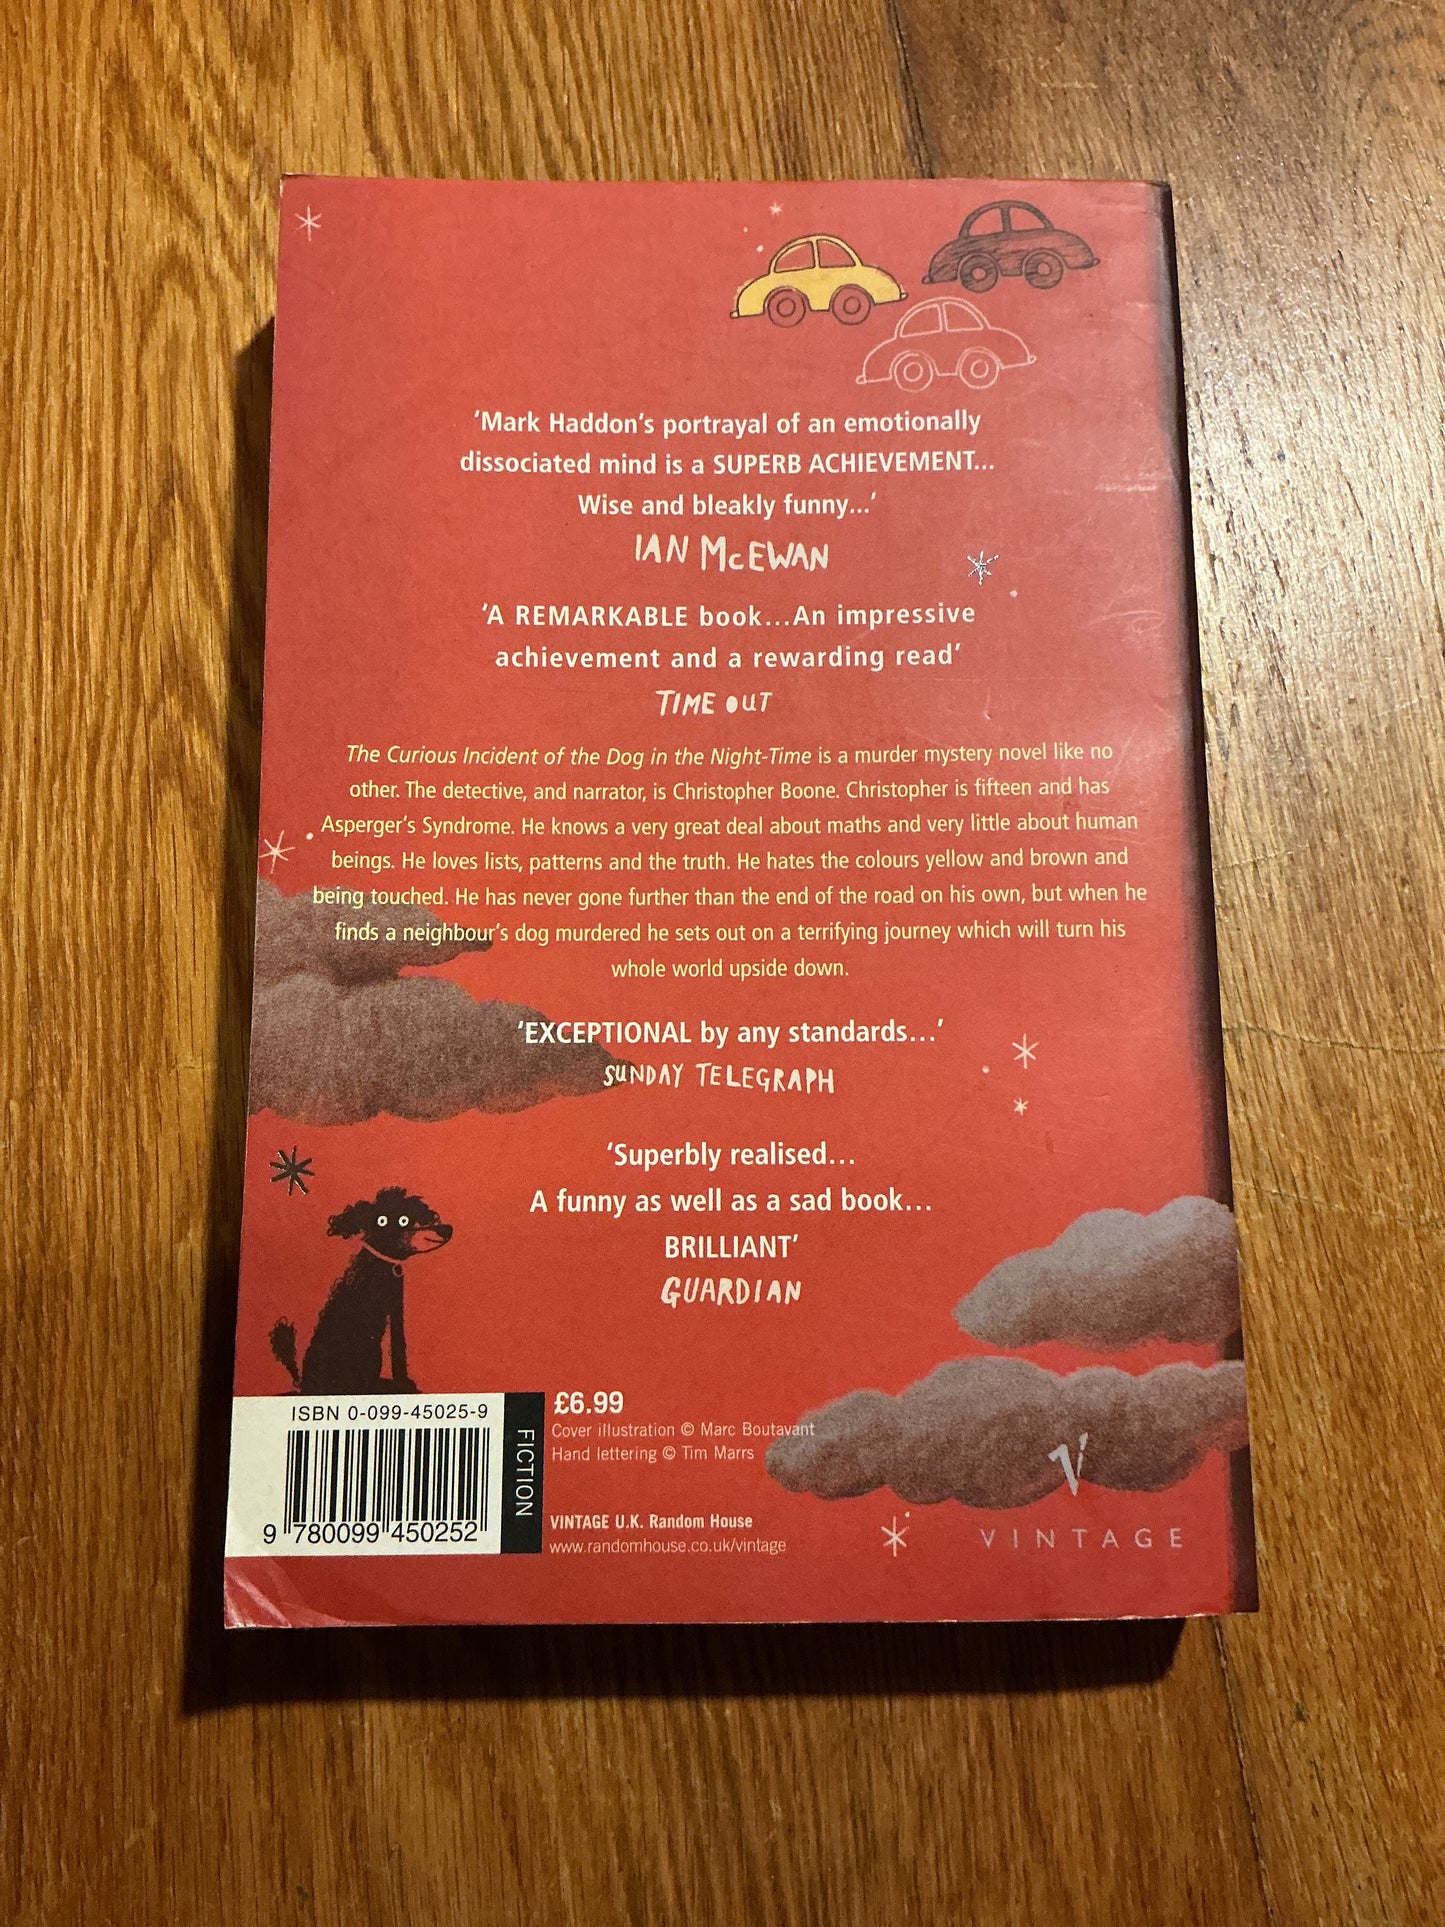 ‘Mark Haddon’s portrayal of an emotionally
dissociated mind is a SUPERB ACHIEVEMENT...
Wise and bleakly funny...’
IAN McEWAN
‘A REMARKABLE book...An impressive
achievement and a rewarding read’
TIME OUT
The Curious Incident of the Dog in the Night-Time is a murder mystery novel like no
other. The detective, and narrator, is Christopher Boone. Christopher is fifteen and has
Asperger’s Syndrome. He knows a very great deal about maths and very little about human
beings. He loves lists, patterns and the truth. He hates the colours yellow and brown and
being touched. He has never gone further than the end of the road on his own, but when he
finds a neighbour’s dog murdered he sets out on a terrifying journey which will turn his
whole world upside down.
‘EXCEPTIONAL by any standards...’
SUNDAY TELEGRAPH
‘Superbly realised...
A funny as well as a sad book...
BRILLIANT’
GUARDIAN
ISBN 0-099-45025-9
9 780099 450252
FICTION
£6.99
Cover illustration © Marc Boutavant
Hand lettering © Tim Marrs
VINTAGE U.K. Random House
www.randomhouse.co.uk/vintage
VINTAGE